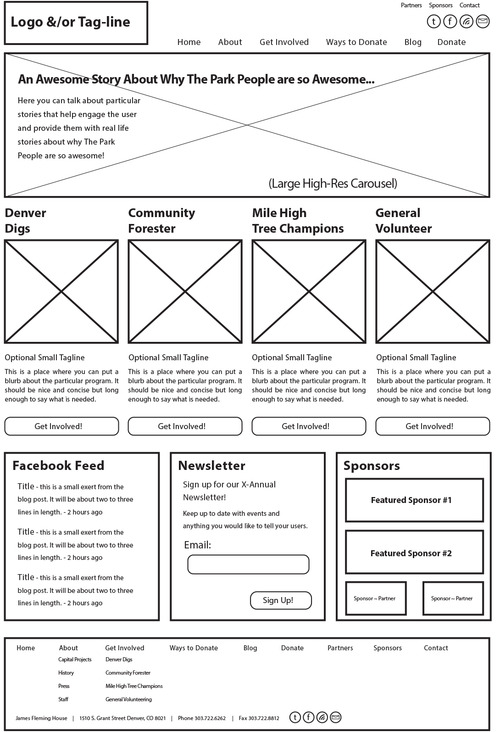 Partners Sponsors Contact
Logo &/or Tag-line
Home About Get Involved Ways to Donate Blog Donate
An Awesome Story About Why The Park People are so Awesome...
Here you can talk about particular
stories that help engage the user
and provide them with real life
stories about why The Park
People are so awesome!
(Large High-Res Carousel)
Denver
Digs
Community
Forester
Mile High
Tree Champions
General
Volunteer
Optional Small Tagline
This is a place where you can put a
blurb about the particular program. It
should be nice and concise but long
enough to say what is needed.
Get Involved!
Optional Small Tagline
This is a place where you can put a
blurb about the particular program. It
should be nice and concise but long
enough to say what is needed.
Get Involved!
Optional Small Tagline
This is a place where you can put a
blurb about the particular program. It
should be nice and concise but long
enough to say what is needed.
Get Involved!
Optional Small Tagline
This is a place where you can put a
blurb about the particular program. It
should be nice and concise but long
enough to say what is needed.
Get Involved!
Facebook Feed
Title - this is a small exert from the
blog post. It will be about two to three
lines in length. - 2 hours ago
Title - this is a small exert from the
blog post. It will be about two to three
lines in length. - 2 hours ago
Title - this is a small exert from the
blog post. It will be about two to three
lines in length. - 2 hours ago
Newsletter
Sign up for our X-Annual
Newsletter!
Keep up to date with events and
anything you would like to tell your users.
Email:
Sign Up!
Sponsors
Featured Sponsor #1
Featured Sponsor #2
Sponsor – Partner
Sponsor – Partner
Home About Get Involved Ways to Donate Blog Donate Partners Sponsors Contact
Capital Projects Denver Digs
History Community Forester
Press Mile High Tree Champions
Staff General Volunteering
James Fleming House | 1510 S. Grant Street Denver, CO 8021 | Phone 303.722.6262 | Fax 303.722.8812